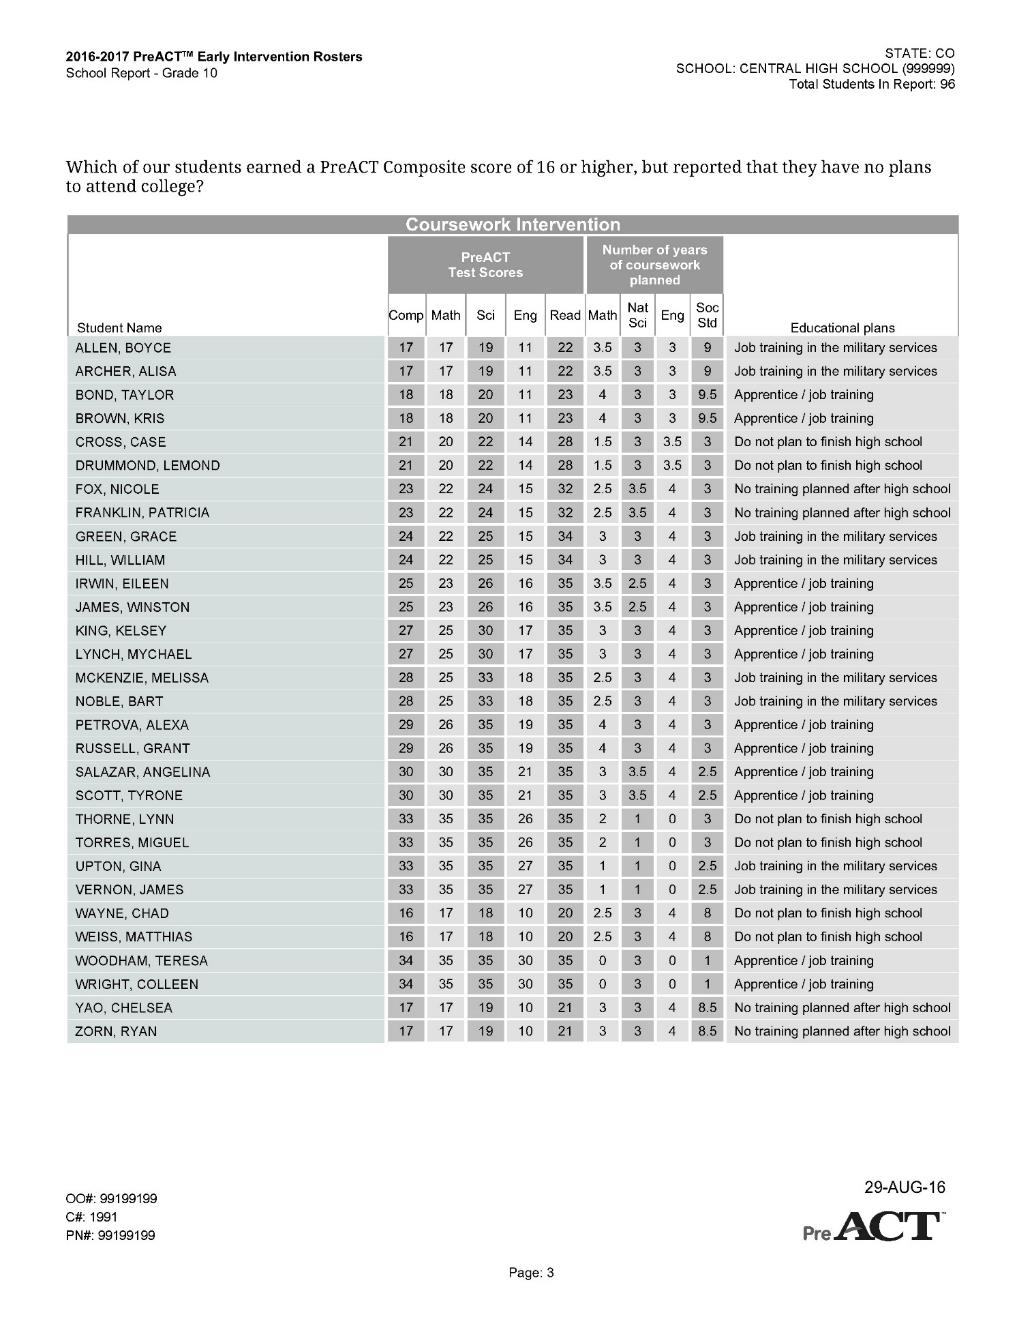 2016-2017 PreACT™ Early Intervention Rosters
School Report - Grade 10
STATE: CO
SCHOOL: CENTRAL HIGH SCHOOL (999999)
Total Students In Report: 96
Which of our students earned a PreACT Composite score of 16 or higher, but reported that they have no plans
to attend college?
Coursework Intervention
PreACT
Test Scores
Number of years
of coursework
planned
Student Name Comp Math Sci Eng Read Math Nat Sci Eng Soc Std Educational plans
ALLEN, BOYCE 17 17 19 11 22 3.5 3 3 9 Job training in the military services
ARCHER, ALISA 17 17 19 11 22 3.5 3 3 9 Job training in the military services
BOND, TAYLOR 18 18 20 11 23 4 3 3 9.5 Apprentice / job training
BROWN, KRIS 18 18 20 11 23 4 3 3 9.5 Apprentice / job training
CROSS, CASE 21 20 22 14 28 1.5 3 3.5 3 Do not plan to finish high school
DRUMMOND, LEMOND 21 20 22 14 28 1.5 3 3.5 3 Do not plan to finish high school
FOX, NICOLE 23 22 24 15 32 2.5 3.5 4 3 No training planned after high school
FRANKLIN, PATRICIA 23 22 24 15 32 2.5 3.5 4 3 No training planned after high school
GREEN, GRACE 24 22 25 15 34 3 3 4 3 Job training in the military services
HILL, WILLIAM 24 22 25 15 34 3 3 4 3 Job training in the military services
IRWIN, EILEEN 25 23 26 16 35 3.5 2.5 4 3 Apprentice / job training
JAMES, WINSTON 25 23 26 16 35 3.5 2.5 4 3 Apprentice / job training
KING, KELSEY 27 25 30 17 35 3 3 4 3 Apprentice / job training
LYNCH, MYCHAEL 27 25 30 17 35 3 3 4 3 Apprentice / job training
MCKENZIE, MELISSA 28 25 33 18 35 2.5 3 4 3 Job training in the military services
NOBLE, BART 28 25 33 18 35 2.5 3 4 3 Job training in the military services
PETROVA, ALEXA 29 26 35 19 35 4 3 4 3 Apprentice / job training
RUSSELL, GRANT 29 26 35 19 35 4 3 4 3 Apprentice / job training
SALAZAR, ANGELINA 30 30 35 21 35 3 3.5 4 2.5 Apprentice / job training
SCOTT, TYRONE 30 30 35 21 35 3 3.5 4 2.5 Apprentice / job training
THORNE, LYNN 33 35 35 26 35 2 1 0 3 Do not plan to finish high school
TORRES, MIGUEL 33 35 35 26 35 2 1 0 3 Do not plan to finish high school
UPTON, GINA 33 35 35 27 35 1 1 0 2.5 Job training in the military services
VERNON, JAMES 33 35 35 27 35 1 1 0 2.5 Job training in the military services
WAYNE, CHAD 16 17 18 10 20 2.5 3 4 8 Do not plan to finish high school
WEISS, MATTHIAS 16 17 18 10 20 2.5 3 4 8 Do not plan to finish high school
WOODHAM, TERESA 34 35 35 30 35 0 3 0 1 Apprentice / job training
WRIGHT, COLLEEN 34 35 35 30 35 0 3 0 1 Apprentice / job training
YAO, CHELSEA 17 17 19 10 21 3 3 4 8.5 No training planned after high school
ZORN, RYAN 17 17 19 10 21 3 3 4 8.5 No training planned after high school
OO#: 99199199
C#: 1991
PN#: 99199199
29-AUG-16
PreACT™
Page: 3